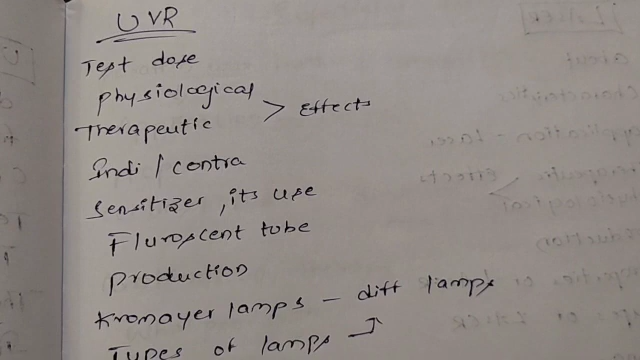 UVR
Test dose
physiological
Therapeutic > Effects
Indi / contra
Sensitizer, its use
Fluroscent tube
production
Kromayer lamps - diff lamps
Types of lamps